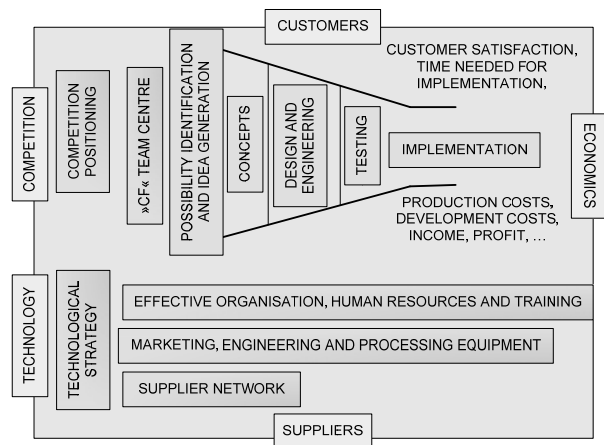 CUSTOMERS
COMPETITION
COMPETITION
POSITIONING
»CF« TEAM CENTRE
POSSIBILITY IDENTIFICATION
AND IDEA GENERATION
CONCEPTS
DESIGN AND
ENGINEERING
TESTING
CUSTOMER SATISFACTION,
TIME NEEDED FOR
IMPLEMENTATION,
IMPLEMENTATION
PRODUCTION COSTS,
DEVELOPMENT COSTS,
INCOME, PROFIT, ...
ECONOMICS
TECHNOLOGY
TECHNOLOGICAL
STRATEGY
EFFECTIVE ORGANISATION, HUMAN RESOURCES AND TRAINING
MARKETING, ENGINEERING AND PROCESSING EQUIPMENT
SUPPLIER NETWORK
SUPPLIERS